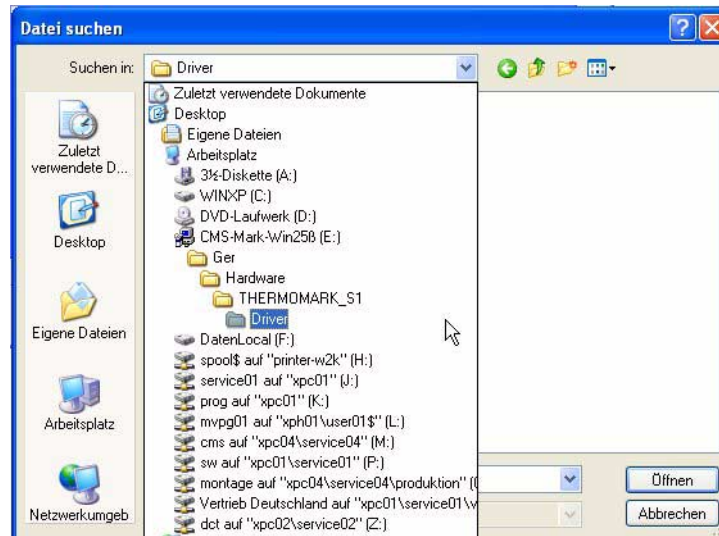 Datei suchen
Suchen in:
Driver
Zuletzt verwendete Dokumente
Desktop
Eigene Dateien
Arbeitsplatz
3½-Diskette (A:)
WINXP (C:)
DVD-Laufwerk (D:)
CMS-Mark-Win25ß (E:)
Ger
Hardware
THERMOMARK_S1
Driver
DatenLocal (F:)
spool$ auf "printer-w2k" (H:)
service01 auf "xpc01" (J:)
prog auf "xpc01" (K:)
mvpg01 auf "xph01\user01$" (L:)
cms auf "xpc04\service04" (M:)
sw auf "xpc01\service01" (P:)
montage auf "xpc04\service04\produktion"
Vertrieb Deutschland auf "xpc01\service01\v
dct auf "xpc02\service02" (Z:)
Zuletzt
verwendete D...
Desktop
Eigene Dateien
Arbeitsplatz
Netzwerkumgeb
Öffnen
Abbrechen